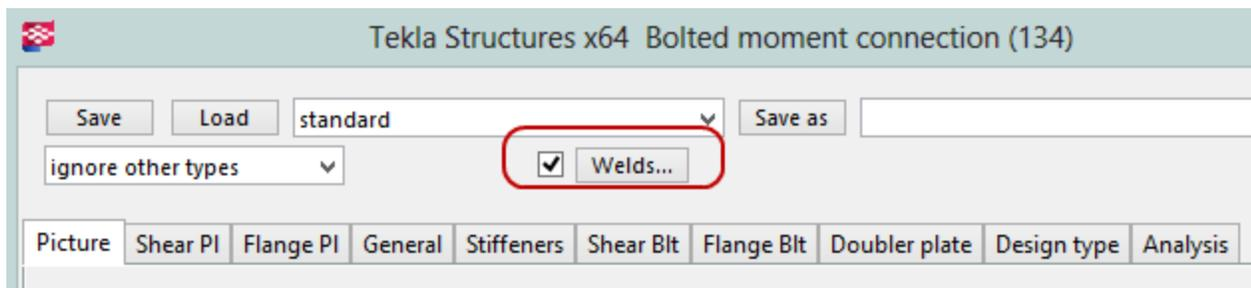 Tekla Structures x64 Bolted moment connection (134)
Save Load standard Save as
ignore other types Welds...
Picture Shear Pl Flange Pl General Stiffeners Shear Blt Flange Blt Doubler plate Design type Analysis